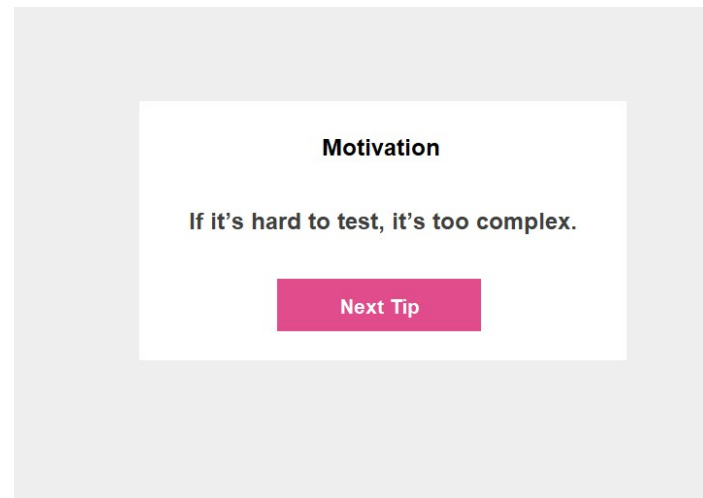 Motivation
If it’s hard to test, it’s too complex.
Next Tip